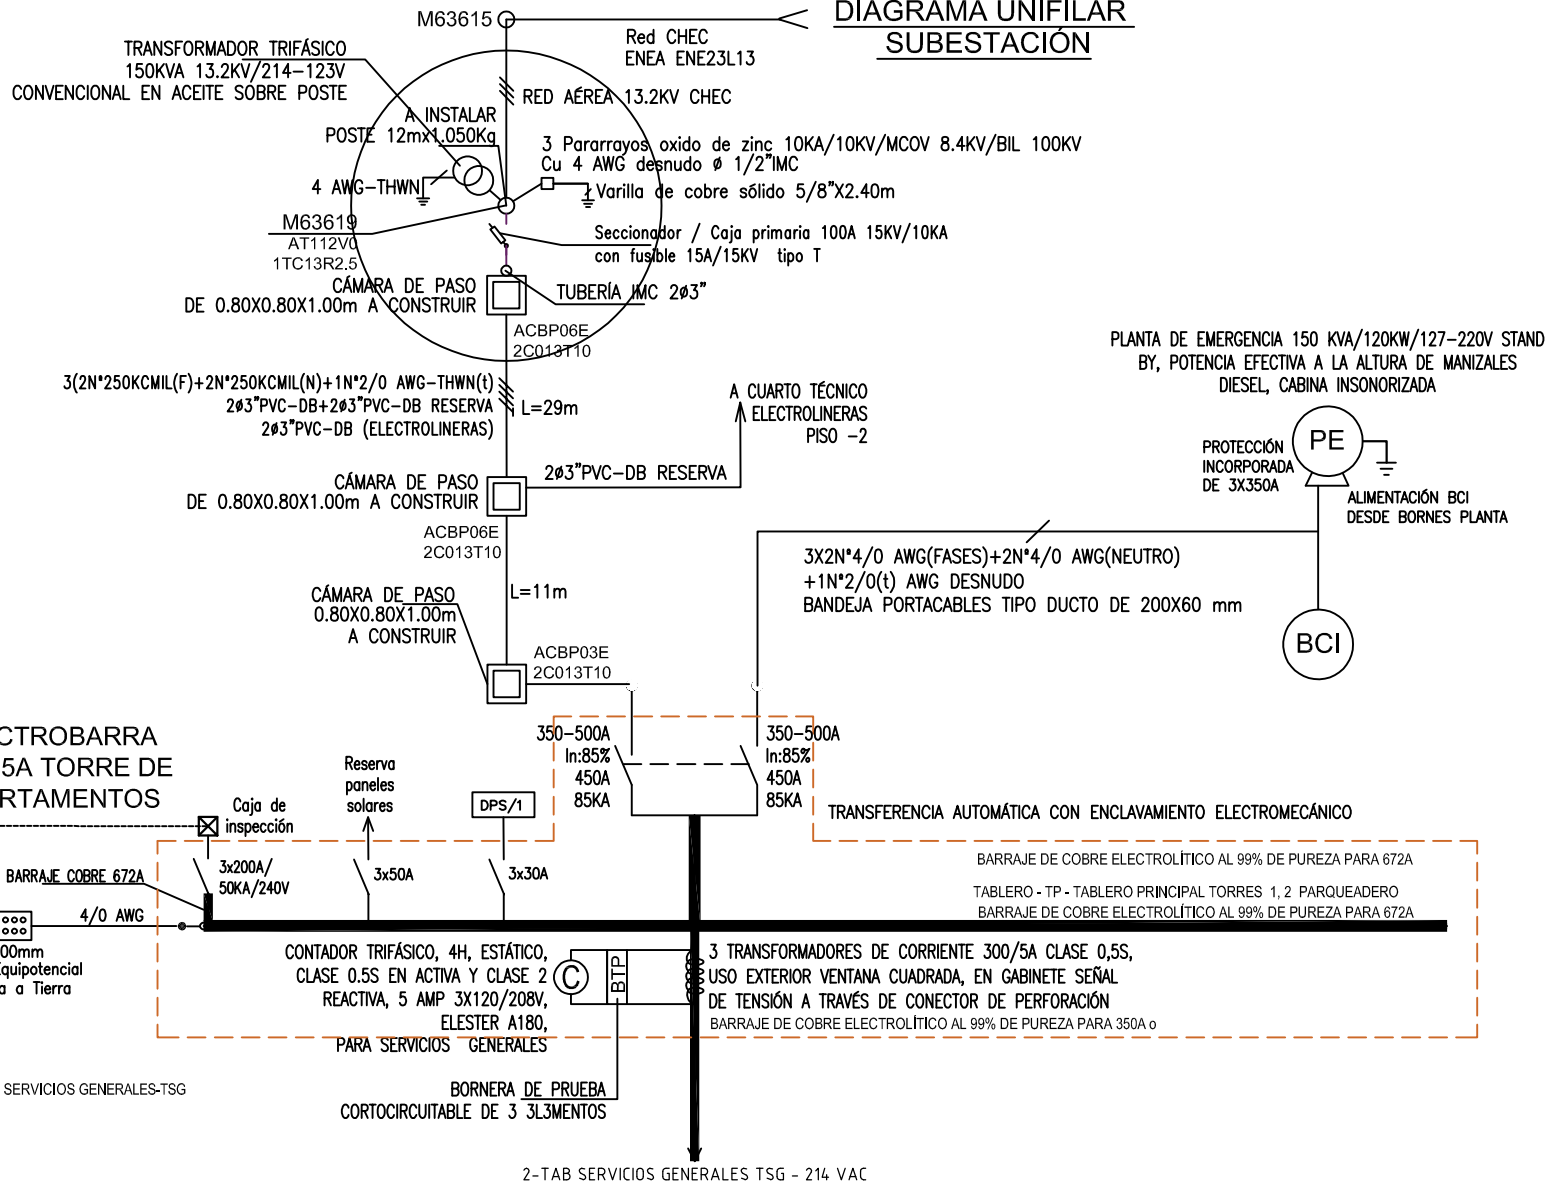 DIAGRAMA UNIFILAR
SUBESTACIÓN
M63615
Red CHEC
ENEA ENE23L13
TRANSFORMADOR TRIFÁSICO
150KVA 13.2KV/214-123V
CONVENCIONAL EN ACEITE SOBRE POSTE
RED AÉREA 13.2KV CHEC
A INSTALAR
POSTE 12mx1.050Kg
3 Pararrayos oxido de zinc 10KA/10KV/MCOV 8.4KV/BIL 100KV
Cu 4 AWG desnudo ø 1/2"IMC
4 AWG-THWN
Varilla de cobre sólido 5/8"X2.40m
M63619
AT112V0
1TC13R2.5
Seccionador / Caja primaria 100A 15KV/10KA
con fusible 15A/15KV tipo T
CÁMARA DE PASO
DE 0.80X0.80X1.00m A CONSTRUIR
TUBERÍA IMC 2ø3"
ACBP06E
2C013T10
3(2N°250KCMIL(F)+2N°250KCMIL(N)+1N°2/0 AWG-THWN(t)
2ø3"PVC-DB+2ø3"PVC-DB RESERVA
2ø3"PVC-DB (ELECTROLINERAS)
L=29m
A CUARTO TÉCNICO
ELECTROLINERAS
PISO -2
PLANTA DE EMERGENCIA 150 KVA/120KW/127-220V STAND
BY, POTENCIA EFECTIVA A LA ALTURA DE MANIZALES
DIESEL, CABINA INSONORIZADA
PE
PROTECCIÓN
INCORPORADA
DE 3X350A
ALIMENTACIÓN BCI
DESDE BORNES PLANTA
CÁMARA DE PASO
DE 0.80X0.80X1.00m A CONSTRUIR
2ø3"PVC-DB RESERVA
ACBP06E
2C013T10
3X2N°4/0 AWG(FASES)+2N°4/0 AWG(NEUTRO)
+1N°2/0(t) AWG DESNUDO
BANDEJA PORTACABLES TIPO DUCTO DE 200X60 mm
BCI
CÁMARA DE PASO
0.80X0.80X1.00m
A CONSTRUIR
L=11m
ACBP03E
2C013T10
CTROBARRA
5A TORRE DE
RTAMENTOS
Caja de
inspección
Reserva
paneles
solares
DPS/1
350-500A
In:85%
450A
85KA
350-500A
In:85%
450A
85KA
TRANSFERENCIA AUTOMÁTICA CON ENCLAVAMIENTO ELECTROMECÁNICO
BARRAJE COBRE 672A
3x200A/
50KA/240V
3x50A
3x30A
BARRAJE DE COBRE ELECTROLÍTICO AL 99% DE PUREZA PARA 672A
TABLERO - TP - TABLERO PRINCIPAL TORRES 1, 2 PARQUEADERO
BARRAJE DE COBRE ELECTROLÍTICO AL 99% DE PUREZA PARA 672A
4/0 AWG
00mm
Equipotencial
a a Tierra
CONTADOR TRIFÁSICO, 4H, ESTÁTICO,
CLASE 0.5S EN ACTIVA Y CLASE 2
REACTIVA, 5 AMP 3X120/208V,
ELESTER A180,
PARA SERVICIOS GENERALES
C
BTP
3 TRANSFORMADORES DE CORRIENTE 300/5A CLASE 0,5S,
USO EXTERIOR VENTANA CUADRADA, EN GABINETE SEÑAL
DE TENSIÓN A TRAVÉS DE CONECTOR DE PERFORACIÓN
BARRAJE DE COBRE ELECTROLÍTICO AL 99% DE PUREZA PARA 350A o
SERVICIOS GENERALES-TSG
BORNERA DE PRUEBA
CORTOCIRCUITABLE DE 3 3L3MENTOS
2-TAB SERVICIOS GENERALES TSG - 214 VAC